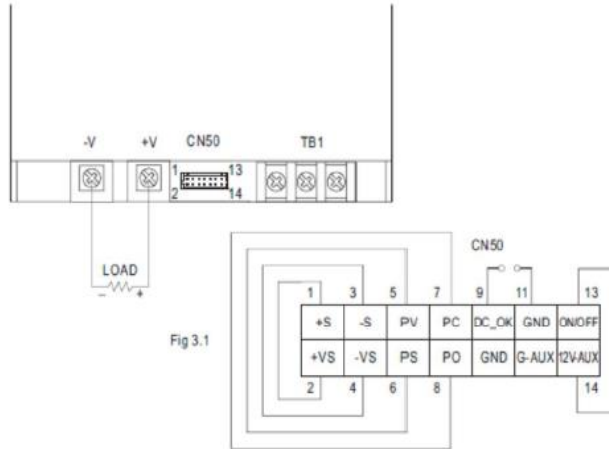 -V +V CN50 TB1
1 13
2 14
LOAD
– +
CN50
1 3 5 7 9 11 13
+S -S PV PC DC_OK GND ON/OFF
Fig 3.1
+VS -VS PS PO GND G-AUX 12V-AUX
2 4 6 8 14